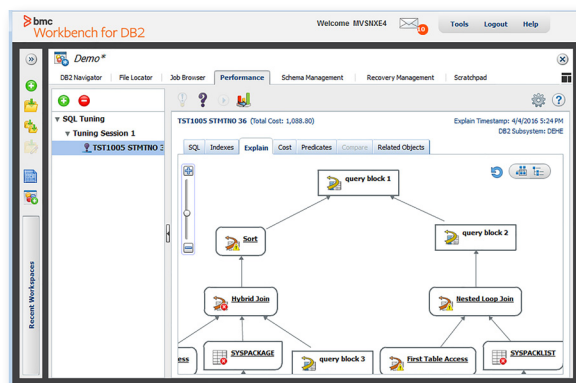 bmc
Workbench for DB2
Welcome MVSNXE4
10
Tools Logout Help
Demo*
DB2 Navigator File Locator Job Browser Performance Schema Management Recovery Management Scratchpad
SQL Tuning
Tuning Session 1
TST1005 STMTNO 3
TST1005 STMTNO 36 (Total Cost: 1,088.80)
Explain Timestamp: 4/4/2016 5:24 PM
DB2 Subsystem: DEHE
SQL Indexes Explain Cost Predicates Compare Related Objects
query block 1
Sort
query block 2
Hybrid Join
Nested Loop Join
ess
SYSPACKAGE
query block 3
First Table Access
SYSPACKLIST
Recent Workspaces